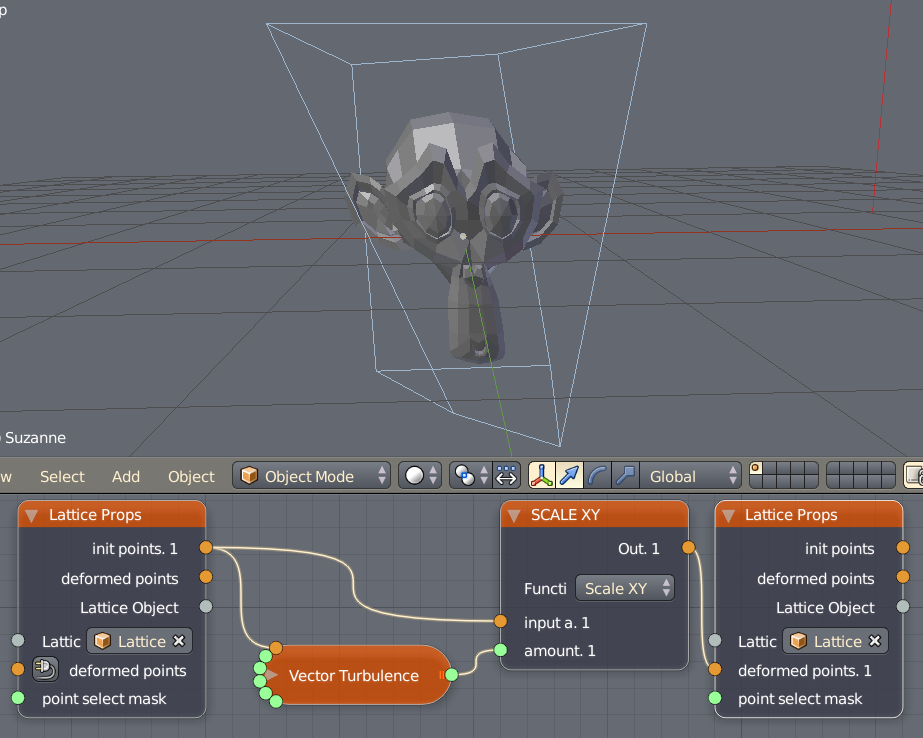 p
Suzanne
w Select Add Object Object Mode Global
Lattice Props
init points. 1
deformed points
Lattice Object
Lattic Lattice
deformed points
point select mask
Vector Turbulence
SCALE XY
Out. 1
Functi Scale XY
input a. 1
amount. 1
Lattice Props
init points
deformed points
Lattice Object
Lattic Lattice
deformed points. 1
point select mask